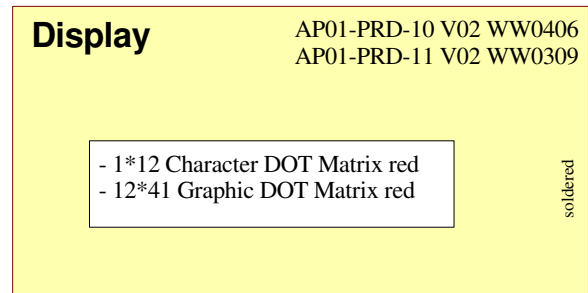 Display
AP01-PRD-10 V02 WW0406
AP01-PRD-11 V02 WW0309
- 1*12 Character DOT Matrix red
- 12*41 Graphic DOT Matrix red
soldered